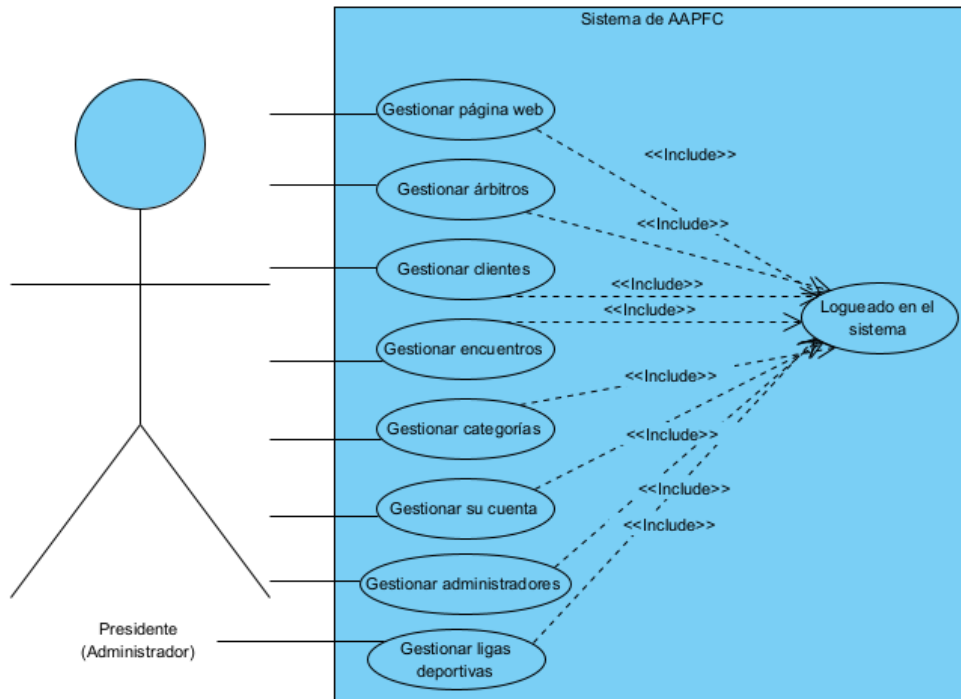 Sistema de AAPFC
Gestionar página web
<<Include>>
Gestionar árbitros
<<Include>>
Gestionar clientes
<<Include>>
Logueado en el
sistema
<<Include>>
Gestionar encuentros
<<Include>>
Gestionar categorías
<<Include>>
Gestionar su cuenta
<<Include>>
<<Include>>
Gestionar administradores
Presidente
(Administrador)
Gestionar ligas
deportivas